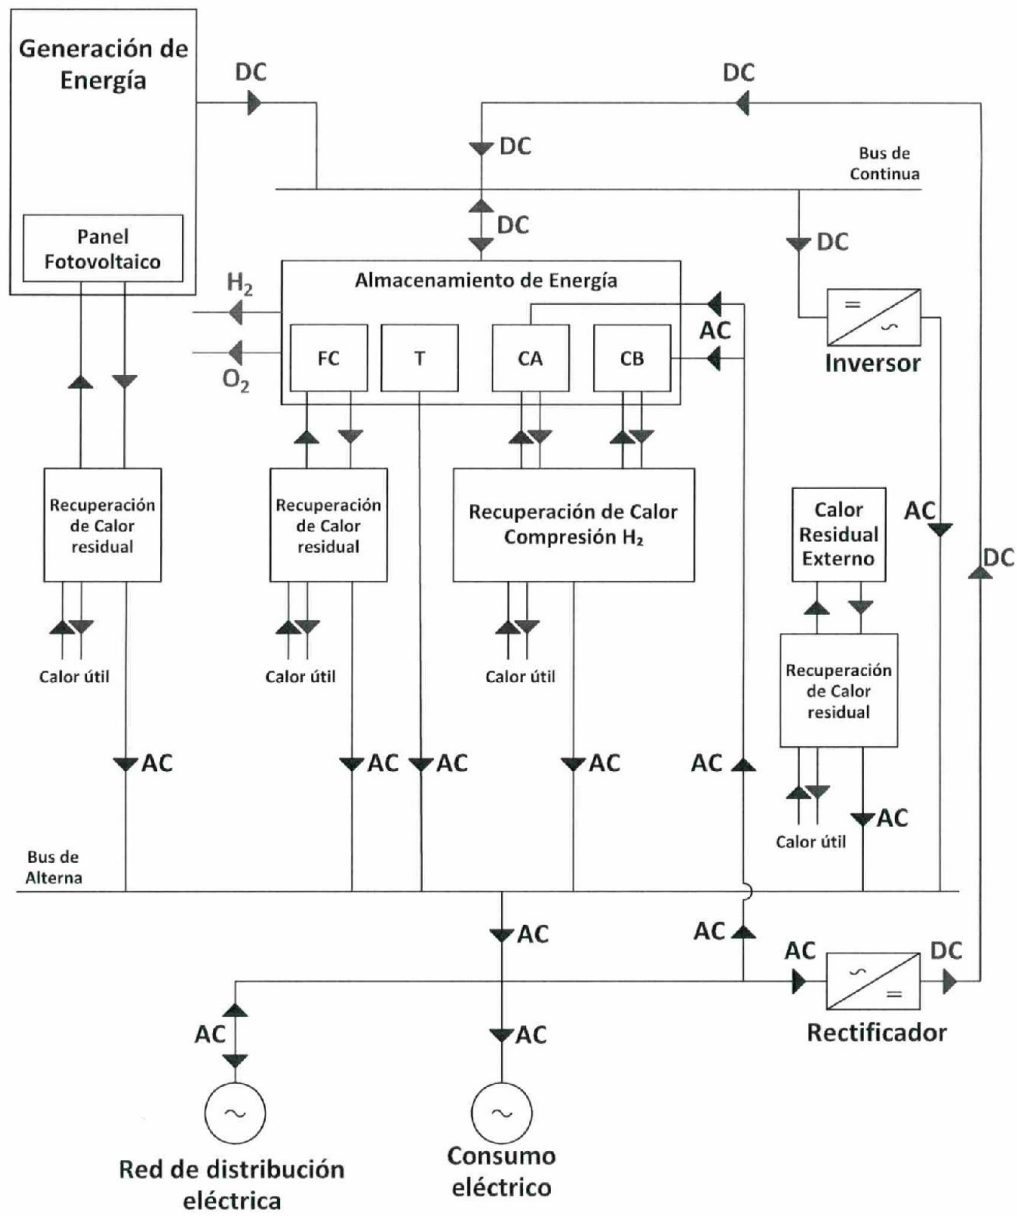 Generación de
Energía
DC
DC
DC
Bus de
Continua
DC
DC
Panel
Fotovoltaico
Almacenamiento de Energía
H₂
O₂
AC
FC
T
CA
CB
Inversor
Recuperación
de Calor
residual
Recuperación
de Calor
residual
Recuperación de Calor
Compresión H₂
Calor
Residual
Externo
AC
DC
Calor útil
Calor útil
Calor útil
Recuperación
de Calor
residual
AC
AC
AC
AC
AC
AC
Calor útil
Bus de
Alterna
AC
AC
AC
DC
Rectificador
AC
AC
Red de distribución
eléctrica
Consumo
eléctrico